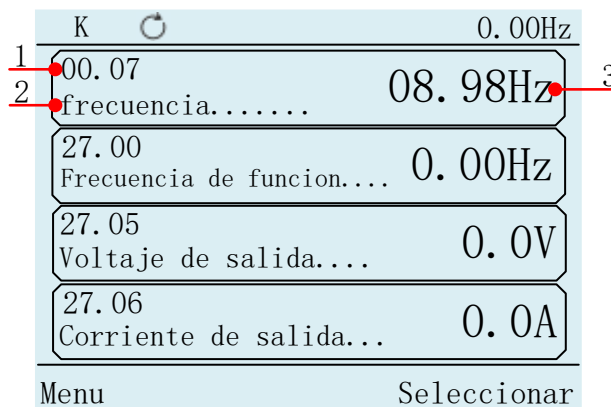 K 0.00Hz
1 00.07
2 frecuencia....... 08.98Hz 3
27.00
Frecuencia de funcion.... 0.00Hz
27.05
Voltaje de salida.... 0.0V
27.06
Corriente de salida... 0.0A
Menu Seleccionar